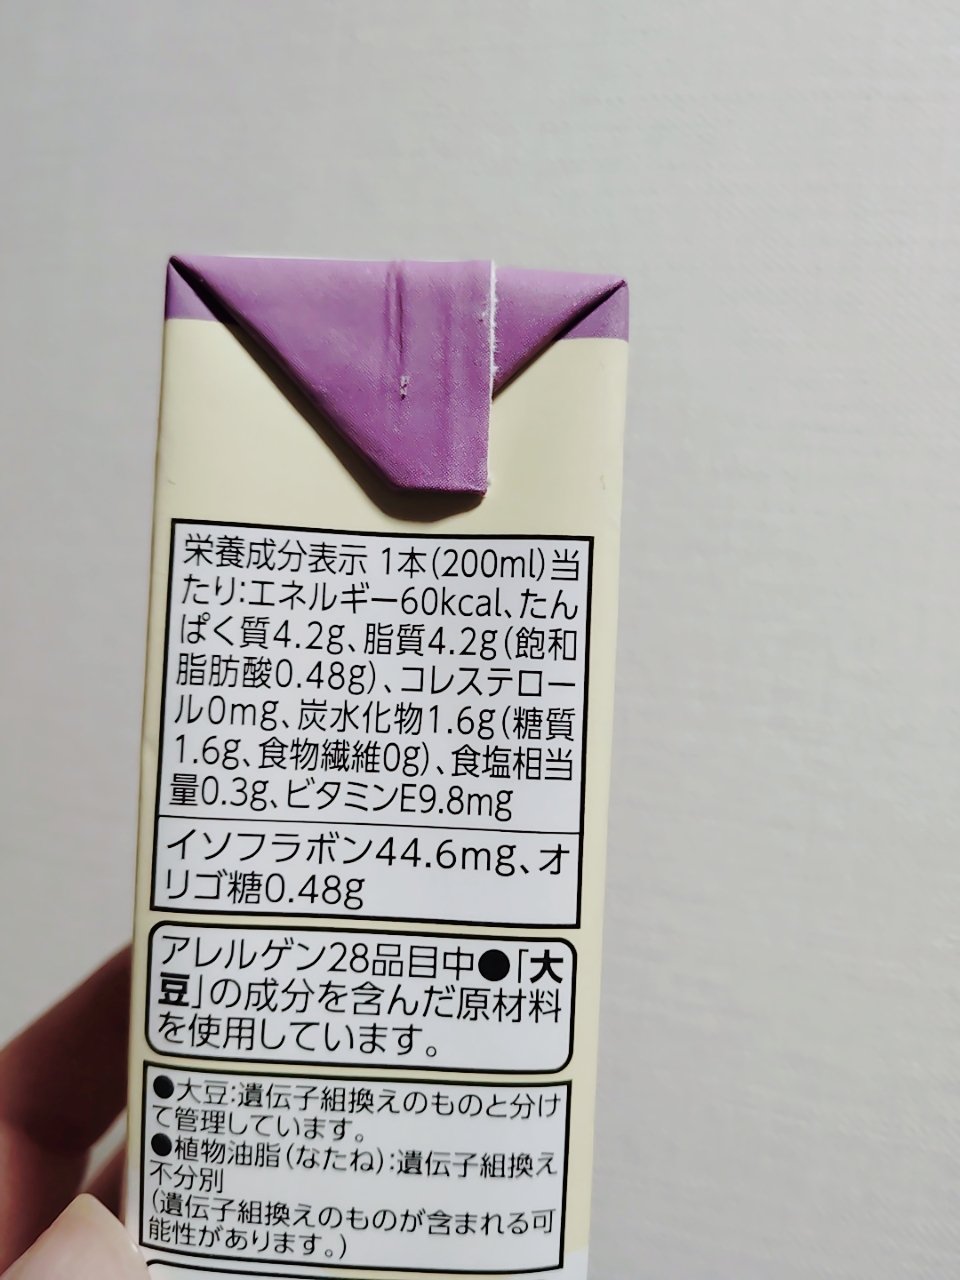 栄養成分表示 1本(200ml)当
たり:エネルギー60kcal、たん
ぱく質4.2g、脂質4.2g(飽和
脂肪酸0.48g)、コレステロー
ル0mg、炭水化物1.6g(糖質
1.6g、食物繊維0g)、食塩相当
量0.3g、ビタミンE9.8mg
イソフラボン44.6mg、オ
リゴ糖0.48g
アレルゲン28品目中●「大
豆」の成分を含んだ原材料
を使用しています。
●大豆:遺伝子組換えのものと分け
て管理しています。
●植物油脂(なたね):遺伝子組換え
不分別
(遺伝子組換えのものが含まれる可
能性があります。)